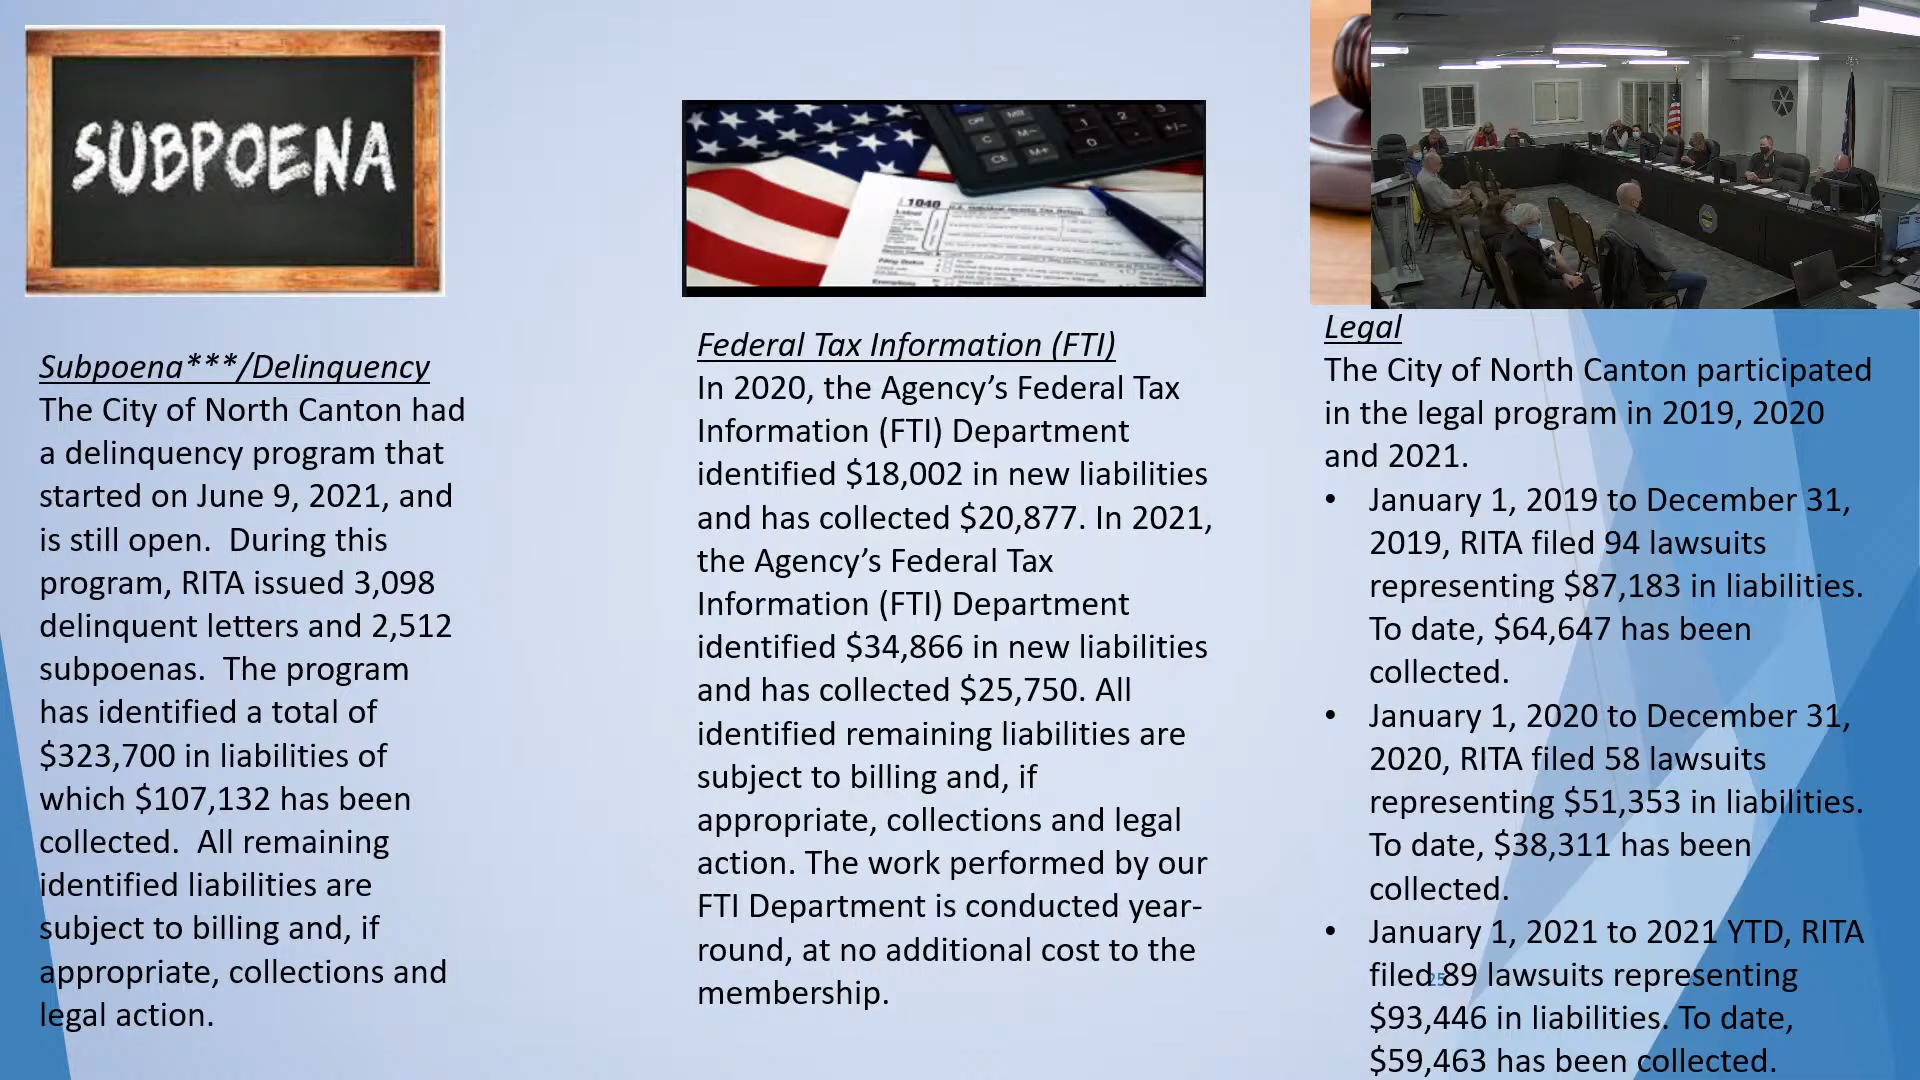 SUBPOENA
Subpoena***/Delinquency
The City of North Canton had
a delinquency program that
started on June 9, 2021, and
is still open.  During this
program, RITA issued 3,098
delinquent letters and 2,512
subpoenas.  The program
has identified a total of
$323,700 in liabilities of
which $107,132 has been
collected.  All remaining
identified liabilities are
subject to billing and, if
appropriate, collections and
legal action.
OFF
MR
C
M-
CE
M+
1
2
3
0
+/-
1040
Federal Tax Information (FTI)
In 2020, the Agency’s Federal Tax
Information (FTI) Department
identified $18,002 in new liabilities
and has collected $20,877. In 2021,
the Agency’s Federal Tax
Information (FTI) Department
identified $34,866 in new liabilities
and has collected $25,750. All
identified remaining liabilities are
subject to billing and, if
appropriate, collections and legal
action. The work performed by our
FTI Department is conducted year-
round, at no additional cost to the
membership.
Legal
The City of North Canton participated
in the legal program in 2019, 2020
and 2021.
• January 1, 2019 to December 31,
2019, RITA filed 94 lawsuits
representing $87,183 in liabilities.
To date, $64,647 has been
collected.
• January 1, 2020 to December 31,
2020, RITA filed 58 lawsuits
representing $51,353 in liabilities.
To date, $38,311 has been
collected.
• January 1, 2021 to 2021 YTD, RITA
filed 89 lawsuits representing
$93,446 in liabilities. To date,
$59,463 has been collected.
25